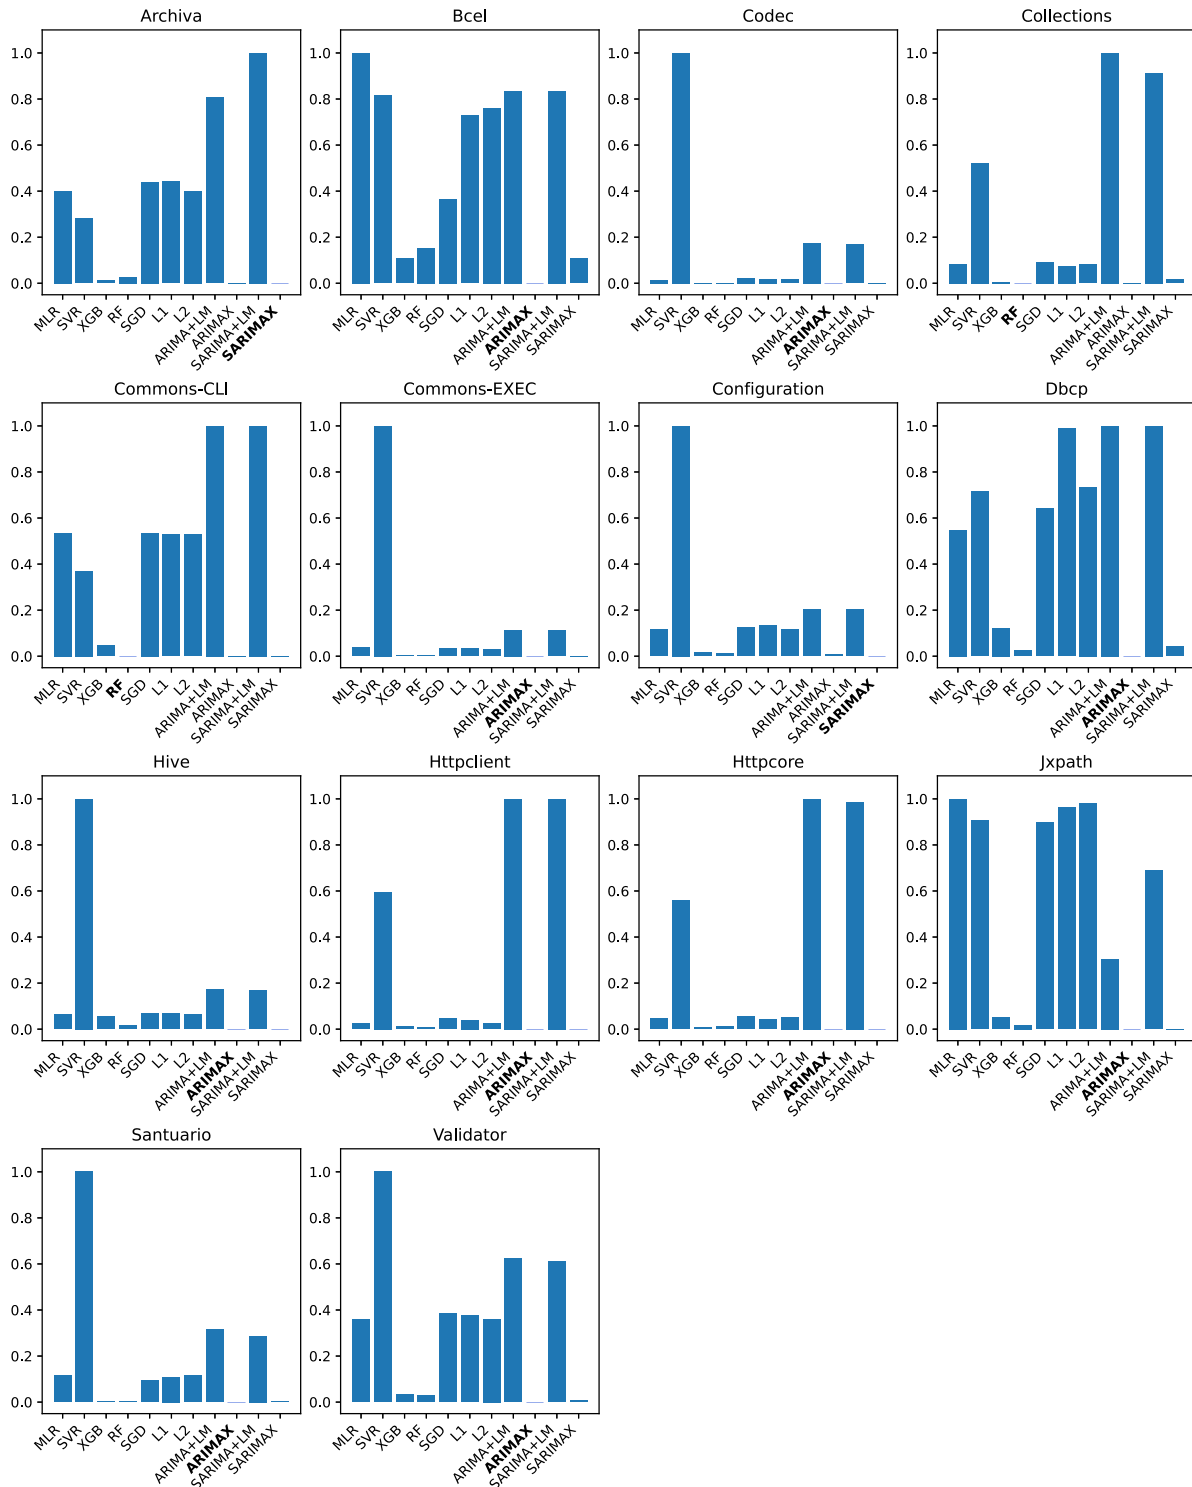 Archiva Bcel Codec Collections
1.0 1.0 1.0 1.0
0.8 0.8 0.8 0.8
0.6 0.6 0.6 0.6
0.4 0.4 0.4 0.4
0.2 0.2 0.2 0.2
0.0 0.0 0.0 0.0
MLR SVR XGB RF SGD L1 L2 ARIMA+LM ARIMAX SARIMA+LM SARIMAX
MLR SVR XGB RF SGD L1 L2 ARIMA+LM ARIMAX SARIMA+LM SARIMAX
MLR SVR XGB RF SGD L1 L2 ARIMA+LM ARIMAX SARIMA+LM SARIMAX
MLR SVR XGB RF SGD L1 L2 ARIMA+LM ARIMAX SARIMA+LM SARIMAX
Commons-CLI Commons-EXEC Configuration Dbcp
1.0 1.0 1.0 1.0
0.8 0.8 0.8 0.8
0.6 0.6 0.6 0.6
0.4 0.4 0.4 0.4
0.2 0.2 0.2 0.2
0.0 0.0 0.0 0.0
MLR SVR XGB RF SGD L1 L2 ARIMA+LM ARIMAX SARIMA+LM SARIMAX
MLR SVR XGB RF SGD L1 L2 ARIMA+LM ARIMAX SARIMA+LM SARIMAX
MLR SVR XGB RF SGD L1 L2 ARIMA+LM ARIMAX SARIMA+LM SARIMAX
MLR SVR XGB RF SGD L1 L2 ARIMA+LM ARIMAX SARIMA+LM SARIMAX
Hive Httpclient Httpcore Jxpath
1.0 1.0 1.0 1.0
0.8 0.8 0.8 0.8
0.6 0.6 0.6 0.6
0.4 0.4 0.4 0.4
0.2 0.2 0.2 0.2
0.0 0.0 0.0 0.0
MLR SVR XGB RF SGD L1 L2 ARIMA+LM ARIMAX SARIMA+LM SARIMAX
MLR SVR XGB RF SGD L1 L2 ARIMA+LM ARIMAX SARIMA+LM SARIMAX
MLR SVR XGB RF SGD L1 L2 ARIMA+LM ARIMAX SARIMA+LM SARIMAX
MLR SVR XGB RF SGD L1 L2 ARIMA+LM ARIMAX SARIMA+LM SARIMAX
Santuario Validator
1.0 1.0
0.8 0.8
0.6 0.6
0.4 0.4
0.2 0.2
0.0 0.0
MLR SVR XGB RF SGD L1 L2 ARIMA+LM ARIMAX SARIMA+LM SARIMAX
MLR SVR XGB RF SGD L1 L2 ARIMA+LM ARIMAX SARIMA+LM SARIMAX